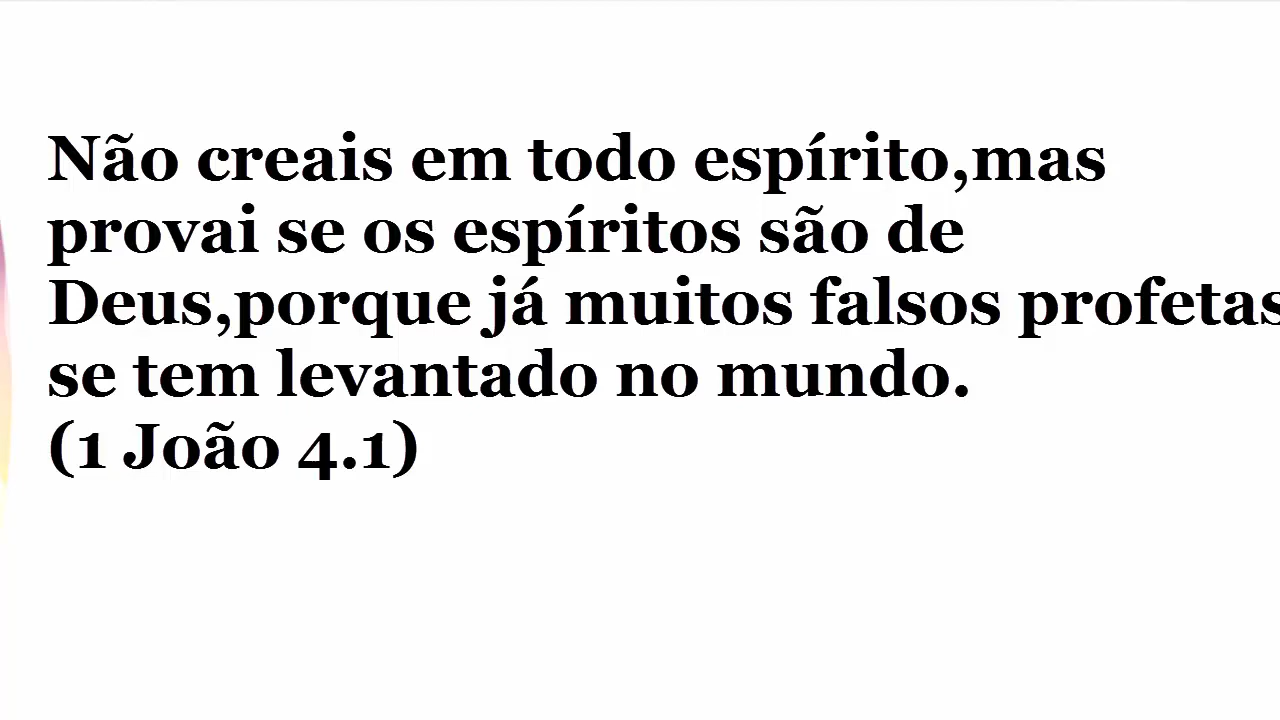 Não creais em todo espírito,mas
provai se os espíritos são de
Deus,porque já muitos falsos profetas
se tem levantado no mundo.
(1 João 4.1)